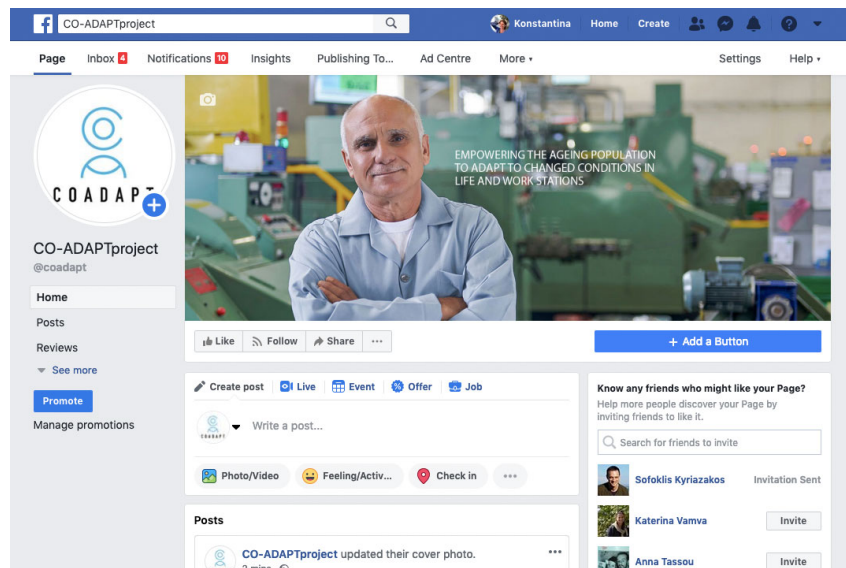 CO-ADAPTproject
Konstantina Home Create
Page Inbox 4 Notifications 10 Insights Publishing To... Ad Centre More Settings Help
COADAPT
CO-ADAPTproject
@coadapt
Home
Posts
Reviews
See more
Promote
Manage promotions
EMPOWERING THE AGEING POPULATION
TO ADAPT TO CHANGED CONDITIONS IN
LIFE AND WORK STATIONS
Like Follow Share ...
+ Add a Button
Create post Live Event Offer Job
COADAPT
Write a post...
Photo/Video Feeling/Activ... Check in ...
Posts
CO-ADAPTproject updated their cover photo.
Know any friends who might like your Page?
Help more people discover your Page by
inviting friends to like it.
Search for friends to invite
Sofoklis Kyriazakos Invitation Sent
Katerina Vamva Invite
Anna Tassou Invite